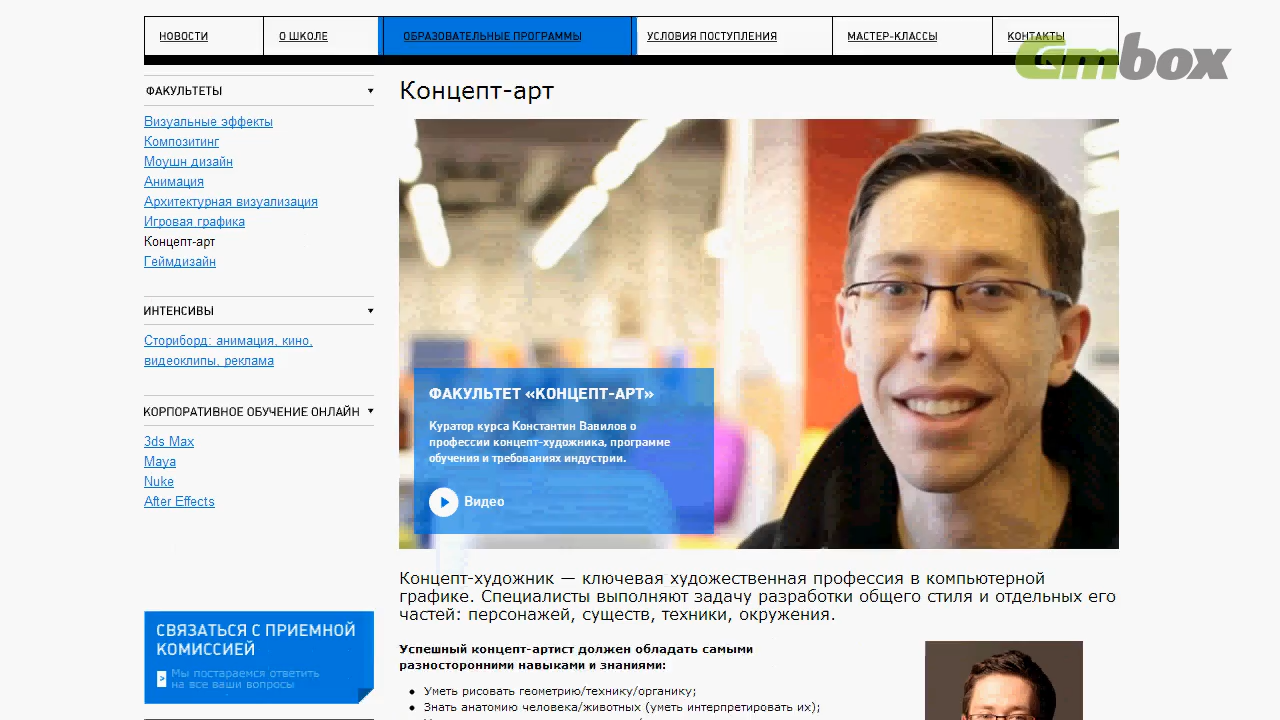 НОВОСТИ
О ШКОЛЕ
ОБРАЗОВАТЕЛЬНЫЕ ПРОГРАММЫ
УСЛОВИЯ ПОСТУПЛЕНИЯ
МАСТЕР-КЛАССЫ
КОНТАКТЫ
Gmbox
ФАКУЛЬТЕТЫ
Визуальные эффекты
Композитинг
Моушн дизайн
Анимация
Архитектурная визуализация
Игровая графика
Концепт-арт
Геймдизайн
ИНТЕНСИВЫ
Сториборд: анимация, кино,
видеоклипы, реклама
КОРПОРАТИВНОЕ ОБУЧЕНИЕ ОНЛАЙН
3ds Max
Maya
Nuke
After Effects
СВЯЗАТЬСЯ С ПРИЕМНОЙ
КОМИССИЕЙ
Мы постараемся ответить
на все ваши вопросы
Концепт-арт
ФАКУЛЬТЕТ «КОНЦЕПТ-АРТ»
Куратор курса Константин Вавилов о
профессии концепт-художника, программе
обучения и требованиях индустрии.
Видео
Концепт-художник — ключевая художественная профессия в компьютерной
графике. Специалисты выполняют задачу разработки общего стиля и отдельных его
частей: персонажей, существ, техники, окружения.
Успешный концепт-артист должен обладать самыми
разносторонними навыками и знаниями:
Уметь рисовать геометрию/технику/органику;
Знать анатомию человека/животных (уметь интерпретировать их);